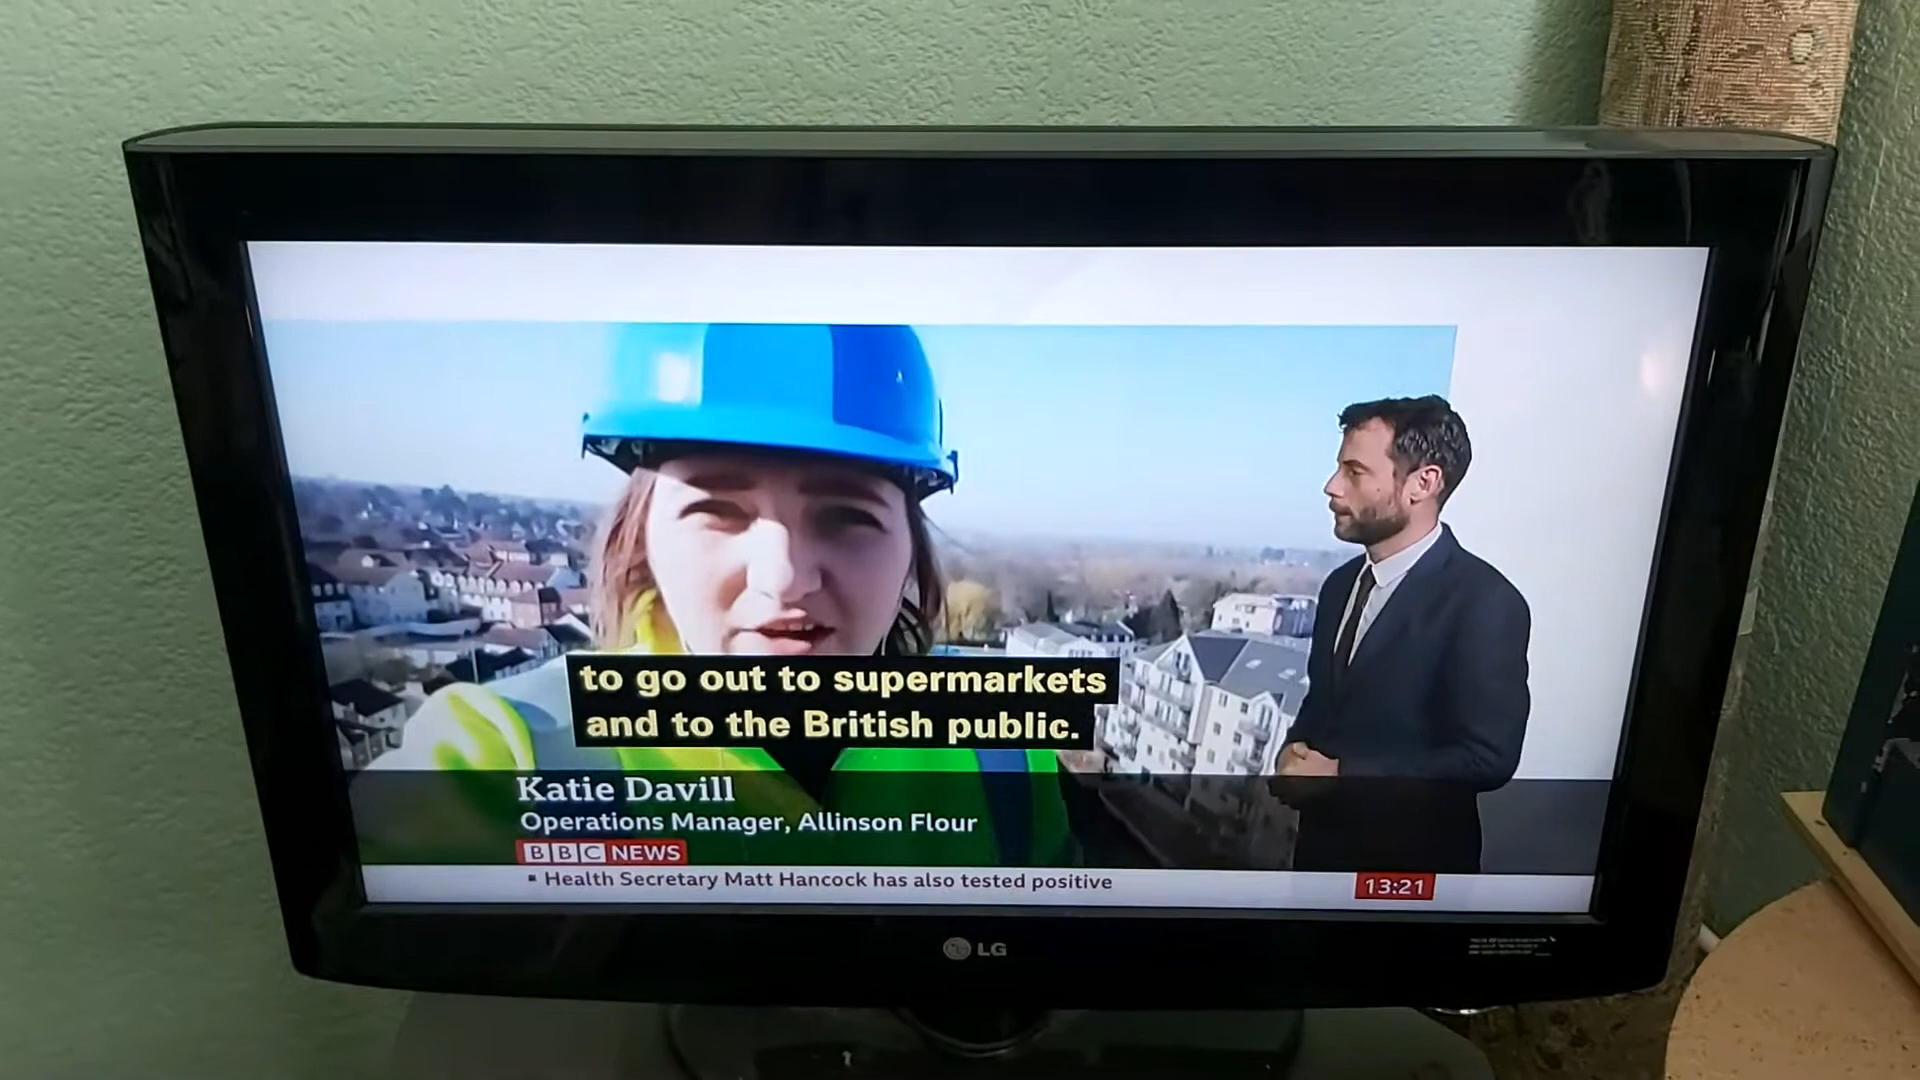 to go out to supermarkets
and to the British public.
Katie Davill
Operations Manager, Allinson Flour
BBC NEWS
▪ Health Secretary Matt Hancock has also tested positive
13:21
LG